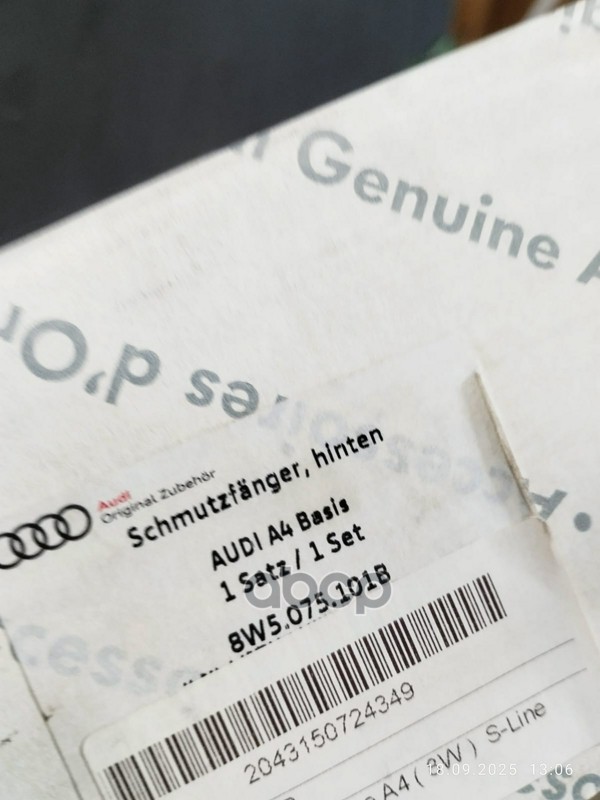 Genuine
Accessoires d'Or
Audi
Original Zubehör
Schmutzfänger, hinten
AUDI A4 Basis
1 Satz / 1 Set
8W5.075.101B
abcp
2043150724349
A4 ( 8W ) S-Line
18.09.2025 13:06